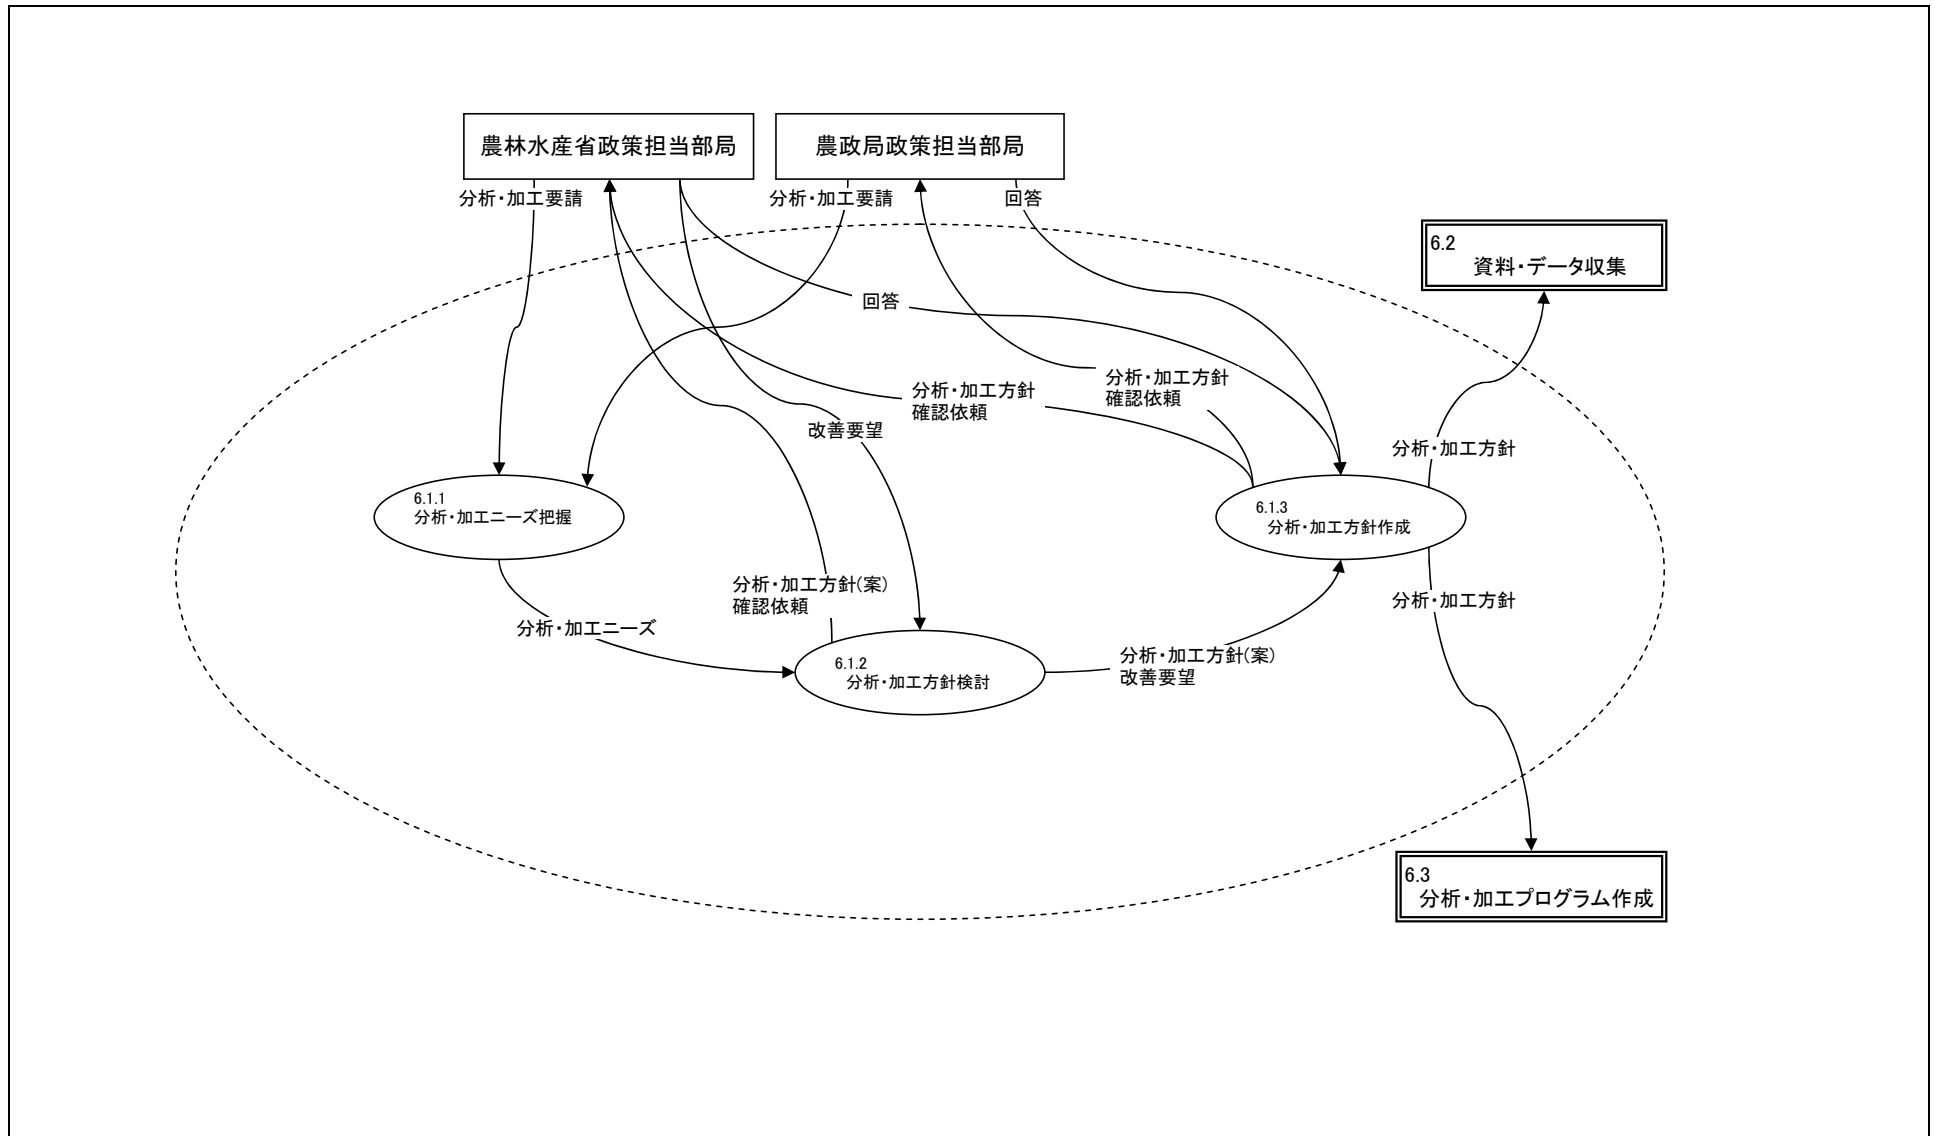 農林水産省政策担当部局
農政局政策担当部局
分析・加工要請
分析・加工要請
回答
6.2
資料・データ収集
回答
分析・加工方針
確認依頼
分析・加工方針
確認依頼
改善要望
分析・加工方針
6.1.1
分析・加工ニーズ把握
6.1.3
分析・加工方針作成
分析・加工方針(案)
確認依頼
分析・加工方針
分析・加工ニーズ
6.1.2
分析・加工方針検討
分析・加工方針(案)
改善要望
6.3
分析・加工プログラム作成